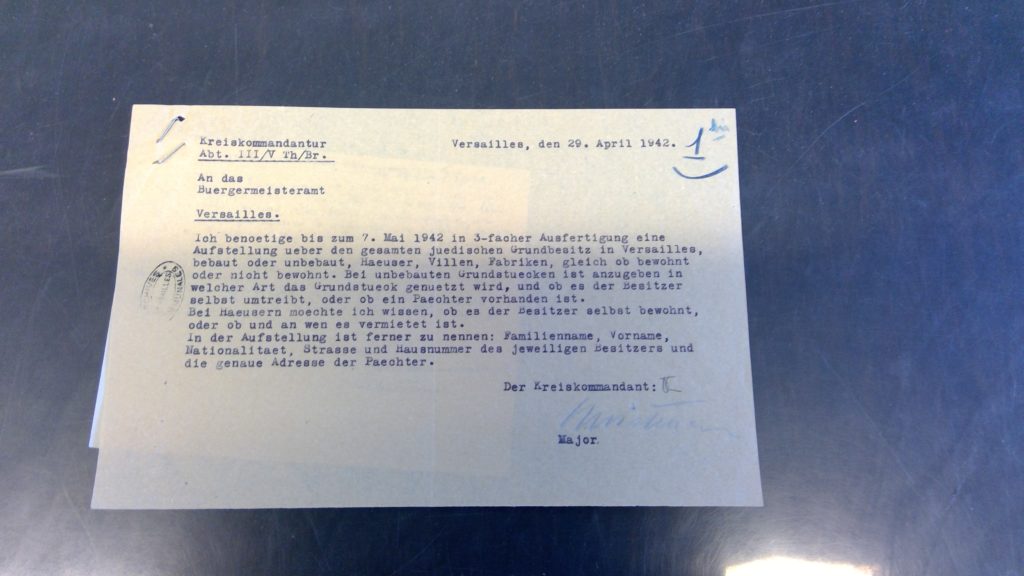 Kreiskommandantur
Abt. III/V Th/Br.
Versailles, den 29. April 1942.
1 bis
An das
Buergermeisteramt
Versailles.
Ich benoetige bis zum 7. Mai 1942 in 3-facher Ausfertigung eine
Aufstellung ueber den gesamten juedischen Grundbesitz in Versailles,
bebaut oder unbebaut, Haeuser, Villen, Fabriken, gleich ob bewohnt
oder nicht bewohnt. Bei unbebauten Grundstuecken ist anzugeben in
welcher Art das Grundstueck genuetzt wird, und ob es der Besitzer
selbst umtreibt, oder ob ein Paechter vorhanden ist.
Bei Haeusern moechte ich wissen, ob es der Besitzer selbst bewohnt,
oder ob und an wen es vermietet ist.
In der Aufstellung ist ferner zu nennen: Familienname, Vorname,
Nationalitaet, Strasse und Hausnummer des jeweiligen Besitzers und
die genaue Adresse der Paechter.
Der Kreiskommandant:
Major.